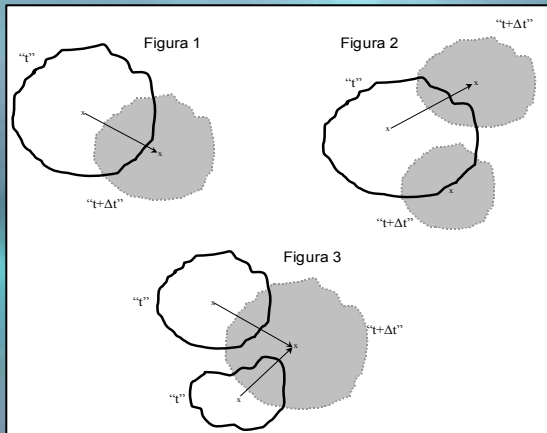 Figura 1
“t”
x
x
“t+Δt”
Figura 2
“t+Δt”
“t”
x
x
x
“t+Δt”
Figura 3
“t”
x
“t+Δt”
x
“t”
x